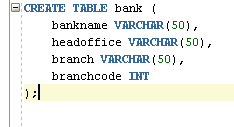 CREATE TABLE bank (
    bankname VARCHAR(50),
    headoffice VARCHAR(50),
    branch VARCHAR(50),
    branchcode INT
);